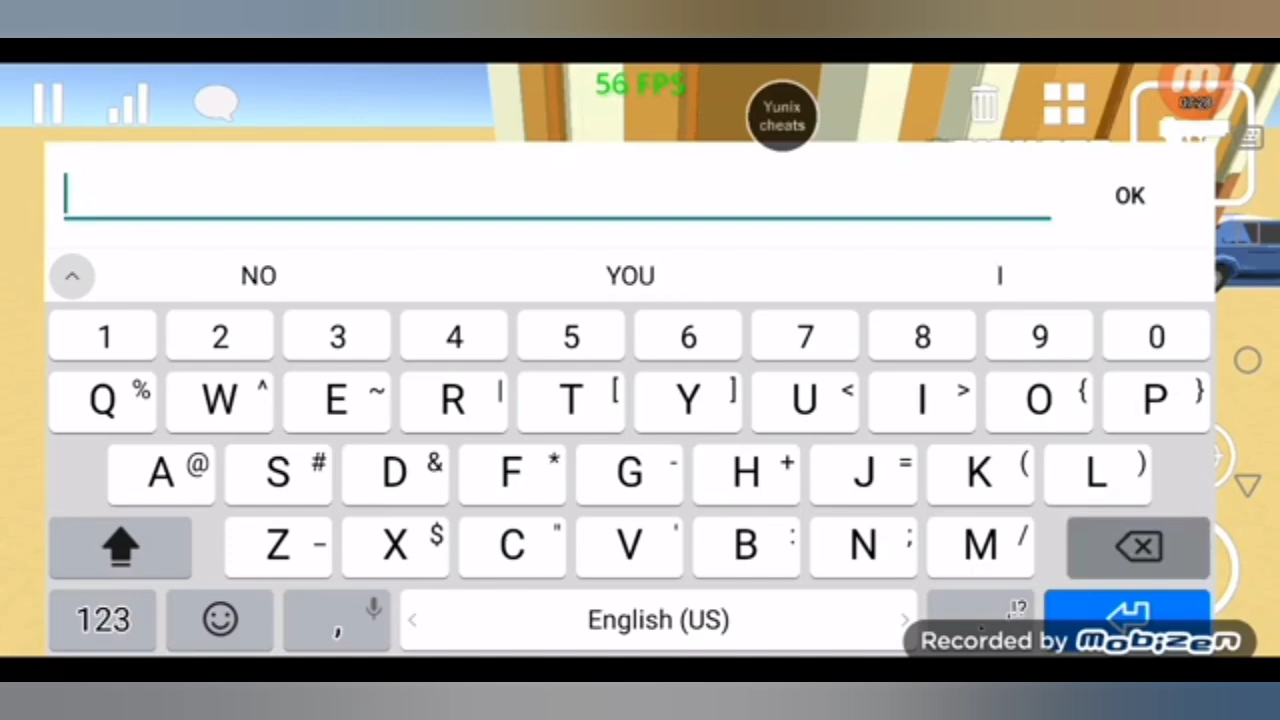 56 FPS
Yunix
cheats
OK
NO YOU I
1 2 3 4 5 6 7 8 9 0
Q % W ^ E ~ R | T [ Y ] U < I > O { P }
A @ S # D & F * G - H + J = K ( L )
Z _ X $ C " V ' B : N ; M /
123 , < English (US) > . ,!?
Recorded by mobizen